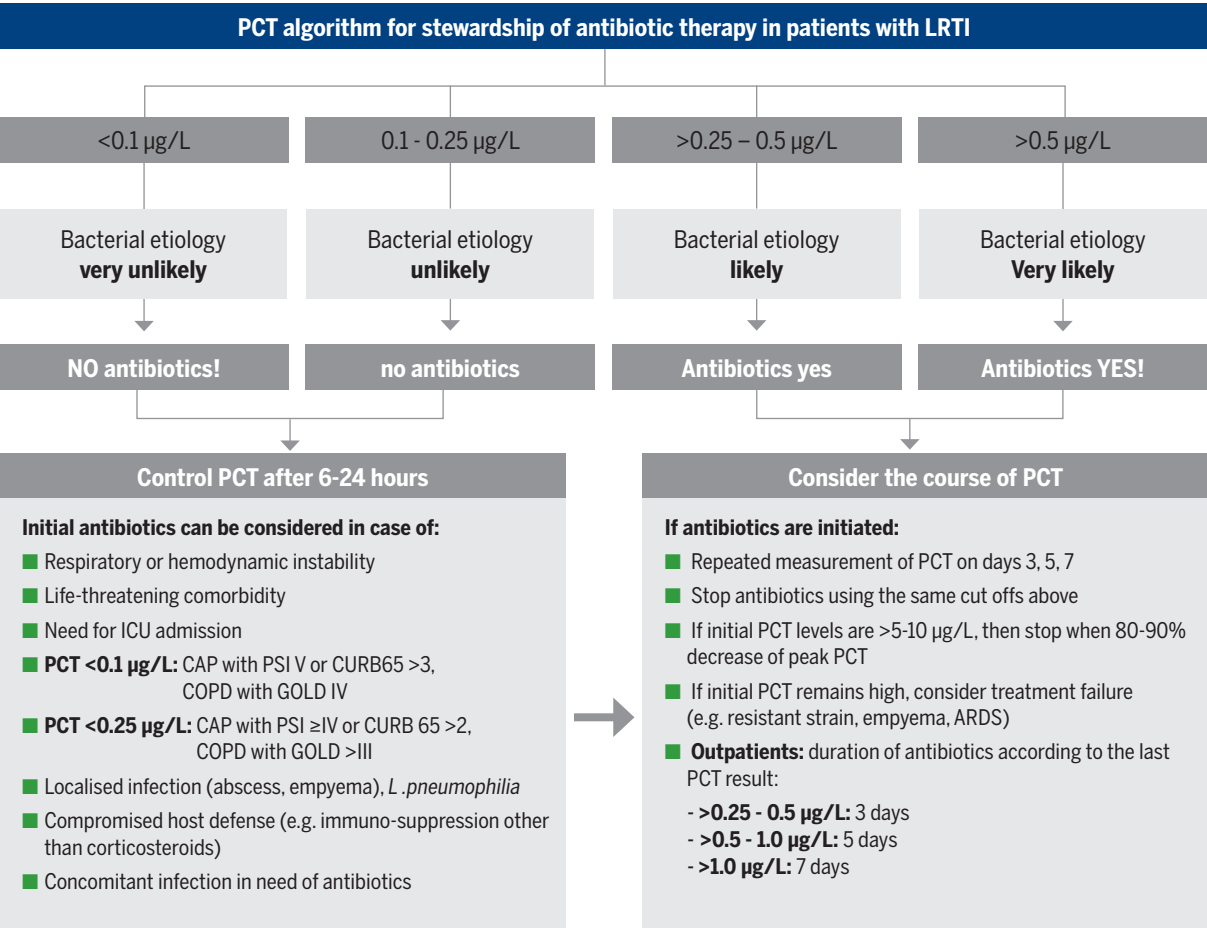 PCT algorithm for stewardship of antibiotic therapy in patients with LRTI
<0.1 µg/L
0.1 - 0.25 µg/L
>0.25 – 0.5 µg/L
>0.5 µg/L
Bacterial etiology
very unlikely
Bacterial etiology
unlikely
Bacterial etiology
likely
Bacterial etiology
Very likely
NO antibiotics!
no antibiotics
Antibiotics yes
Antibiotics YES!
Control PCT after 6-24 hours
Initial antibiotics can be considered in case of:
Respiratory or hemodynamic instability
Life-threatening comorbidity
Need for ICU admission
PCT <0.1 µg/L: CAP with PSI V or CURB65 >3,
COPD with GOLD IV
PCT <0.25 µg/L: CAP with PSI ≥IV or CURB 65 >2,
COPD with GOLD >III
Localised infection (abscess, empyema), L .pneumophilia
Compromised host defense (e.g. immuno-suppression other
than corticosteroids)
Concomitant infection in need of antibiotics
Consider the course of PCT
If antibiotics are initiated:
Repeated measurement of PCT on days 3, 5, 7
Stop antibiotics using the same cut offs above
If initial PCT levels are >5-10 µg/L, then stop when 80-90%
decrease of peak PCT
If initial PCT remains high, consider treatment failure
(e.g. resistant strain, empyema, ARDS)
Outpatients: duration of antibiotics according to the last
PCT result:
- >0.25 - 0.5 µg/L: 3 days
- >0.5 - 1.0 µg/L: 5 days
- >1.0 µg/L: 7 days